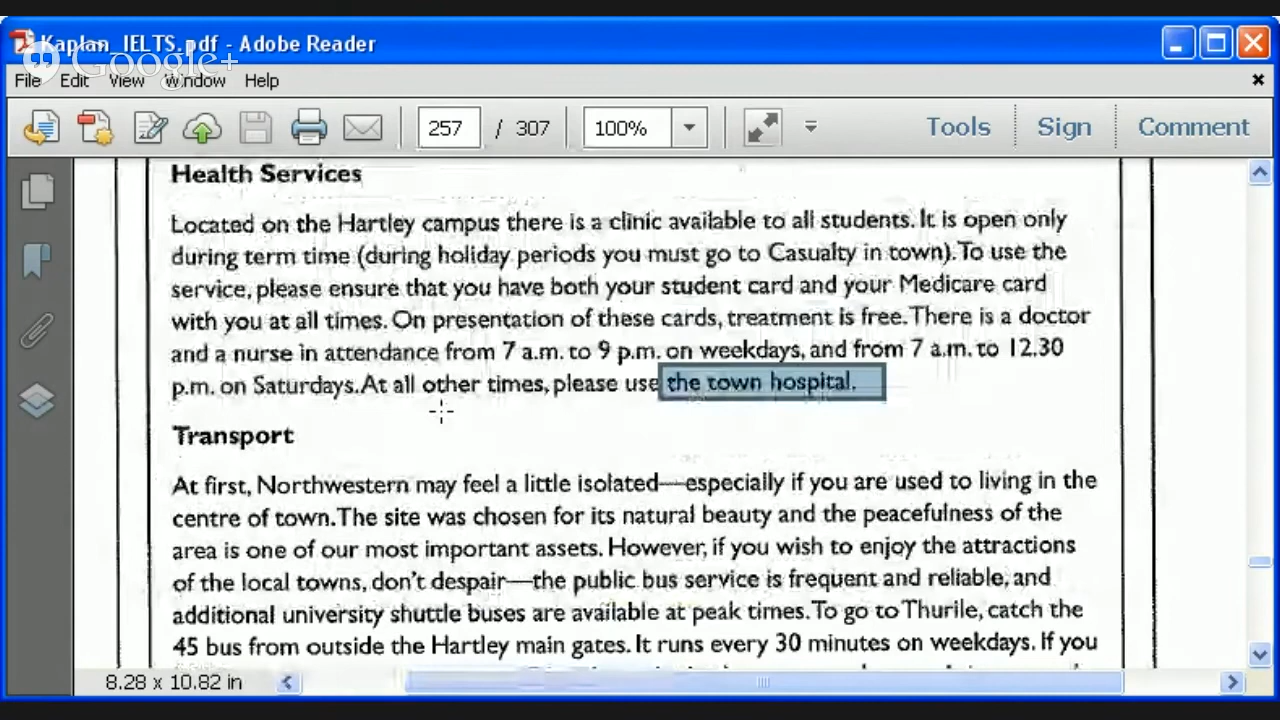 Kaplan_IELTS.pdf - Adobe Reader
Google+
File Edit View Window Help
257 / 307 100% Tools Sign Comment
Health Services
Located on the Hartley campus there is a clinic available to all students. It is open only
during term time (during holiday periods you must go to Casualty in town). To use the
service, please ensure that you have both your student card and your Medicare card
with you at all times. On presentation of these cards, treatment is free. There is a doctor
and a nurse in attendance from 7 a.m. to 9 p.m. on weekdays, and from 7 a.m. to 12.30
p.m. on Saturdays. At all other times, please use the town hospital.
Transport
At first, Northwestern may feel a little isolated—especially if you are used to living in the
centre of town. The site was chosen for its natural beauty and the peacefulness of the
area is one of our most important assets. However, if you wish to enjoy the attractions
of the local towns, don't despair—the public bus service is frequent and reliable, and
additional university shuttle buses are available at peak times. To go to Thurile, catch the
45 bus from outside the Hartley main gates. It runs every 30 minutes on weekdays. If you
8.28 x 10.82 in